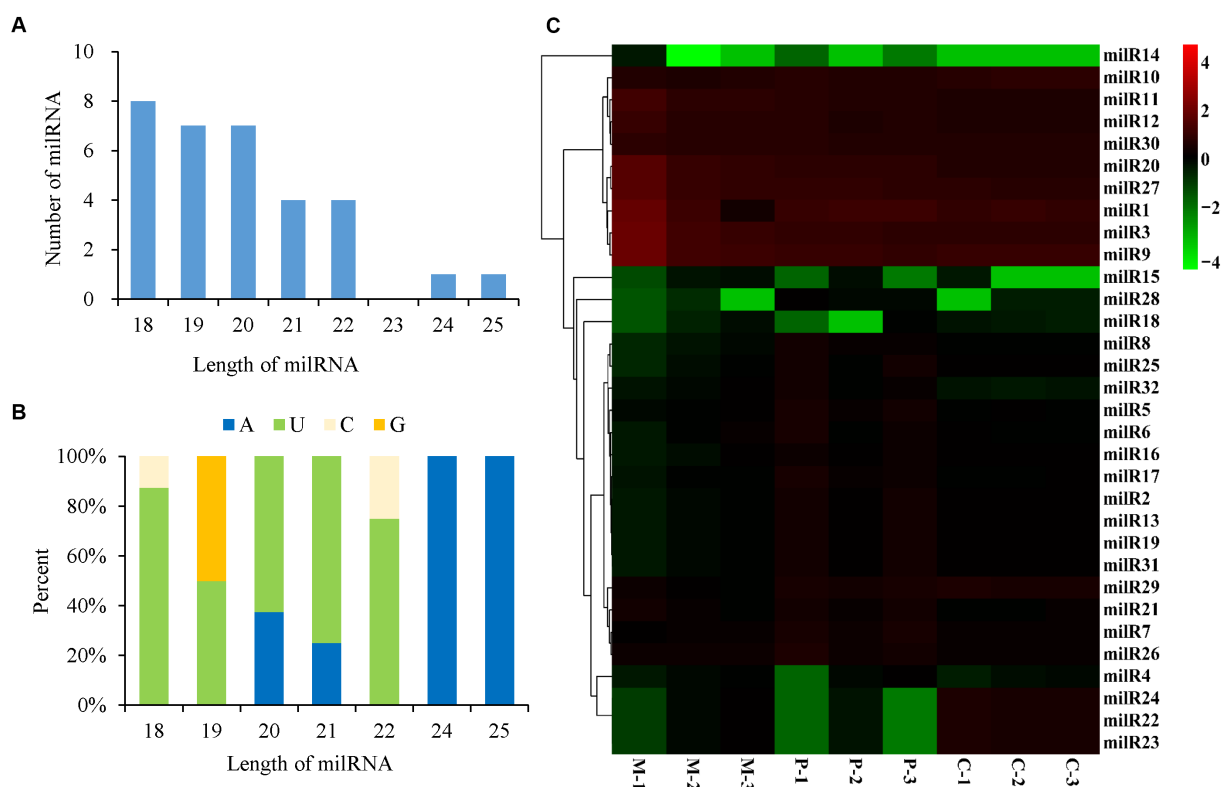 A
10
8
6
4
2
0
Number of milRNA
18 19 20 21 22 23 24 25
Length of milRNA
B
A U C G
100%
80%
60%
40%
20%
0%
Percent
18 19 20 21 22 24 25
Length of milRNA
C
milR14
milR10
milR11
milR12
milR30
milR20
milR27
milR1
milR3
milR9
milR15
milR28
milR18
milR8
milR25
milR32
milR5
milR6
milR16
milR17
milR2
milR13
milR19
milR31
milR29
milR21
milR7
milR26
milR4
milR24
milR22
milR23
M-1 M-2 M-3 P-1 P-2 P-3 C-1 C-2 C-3
4
2
0
−2
−4